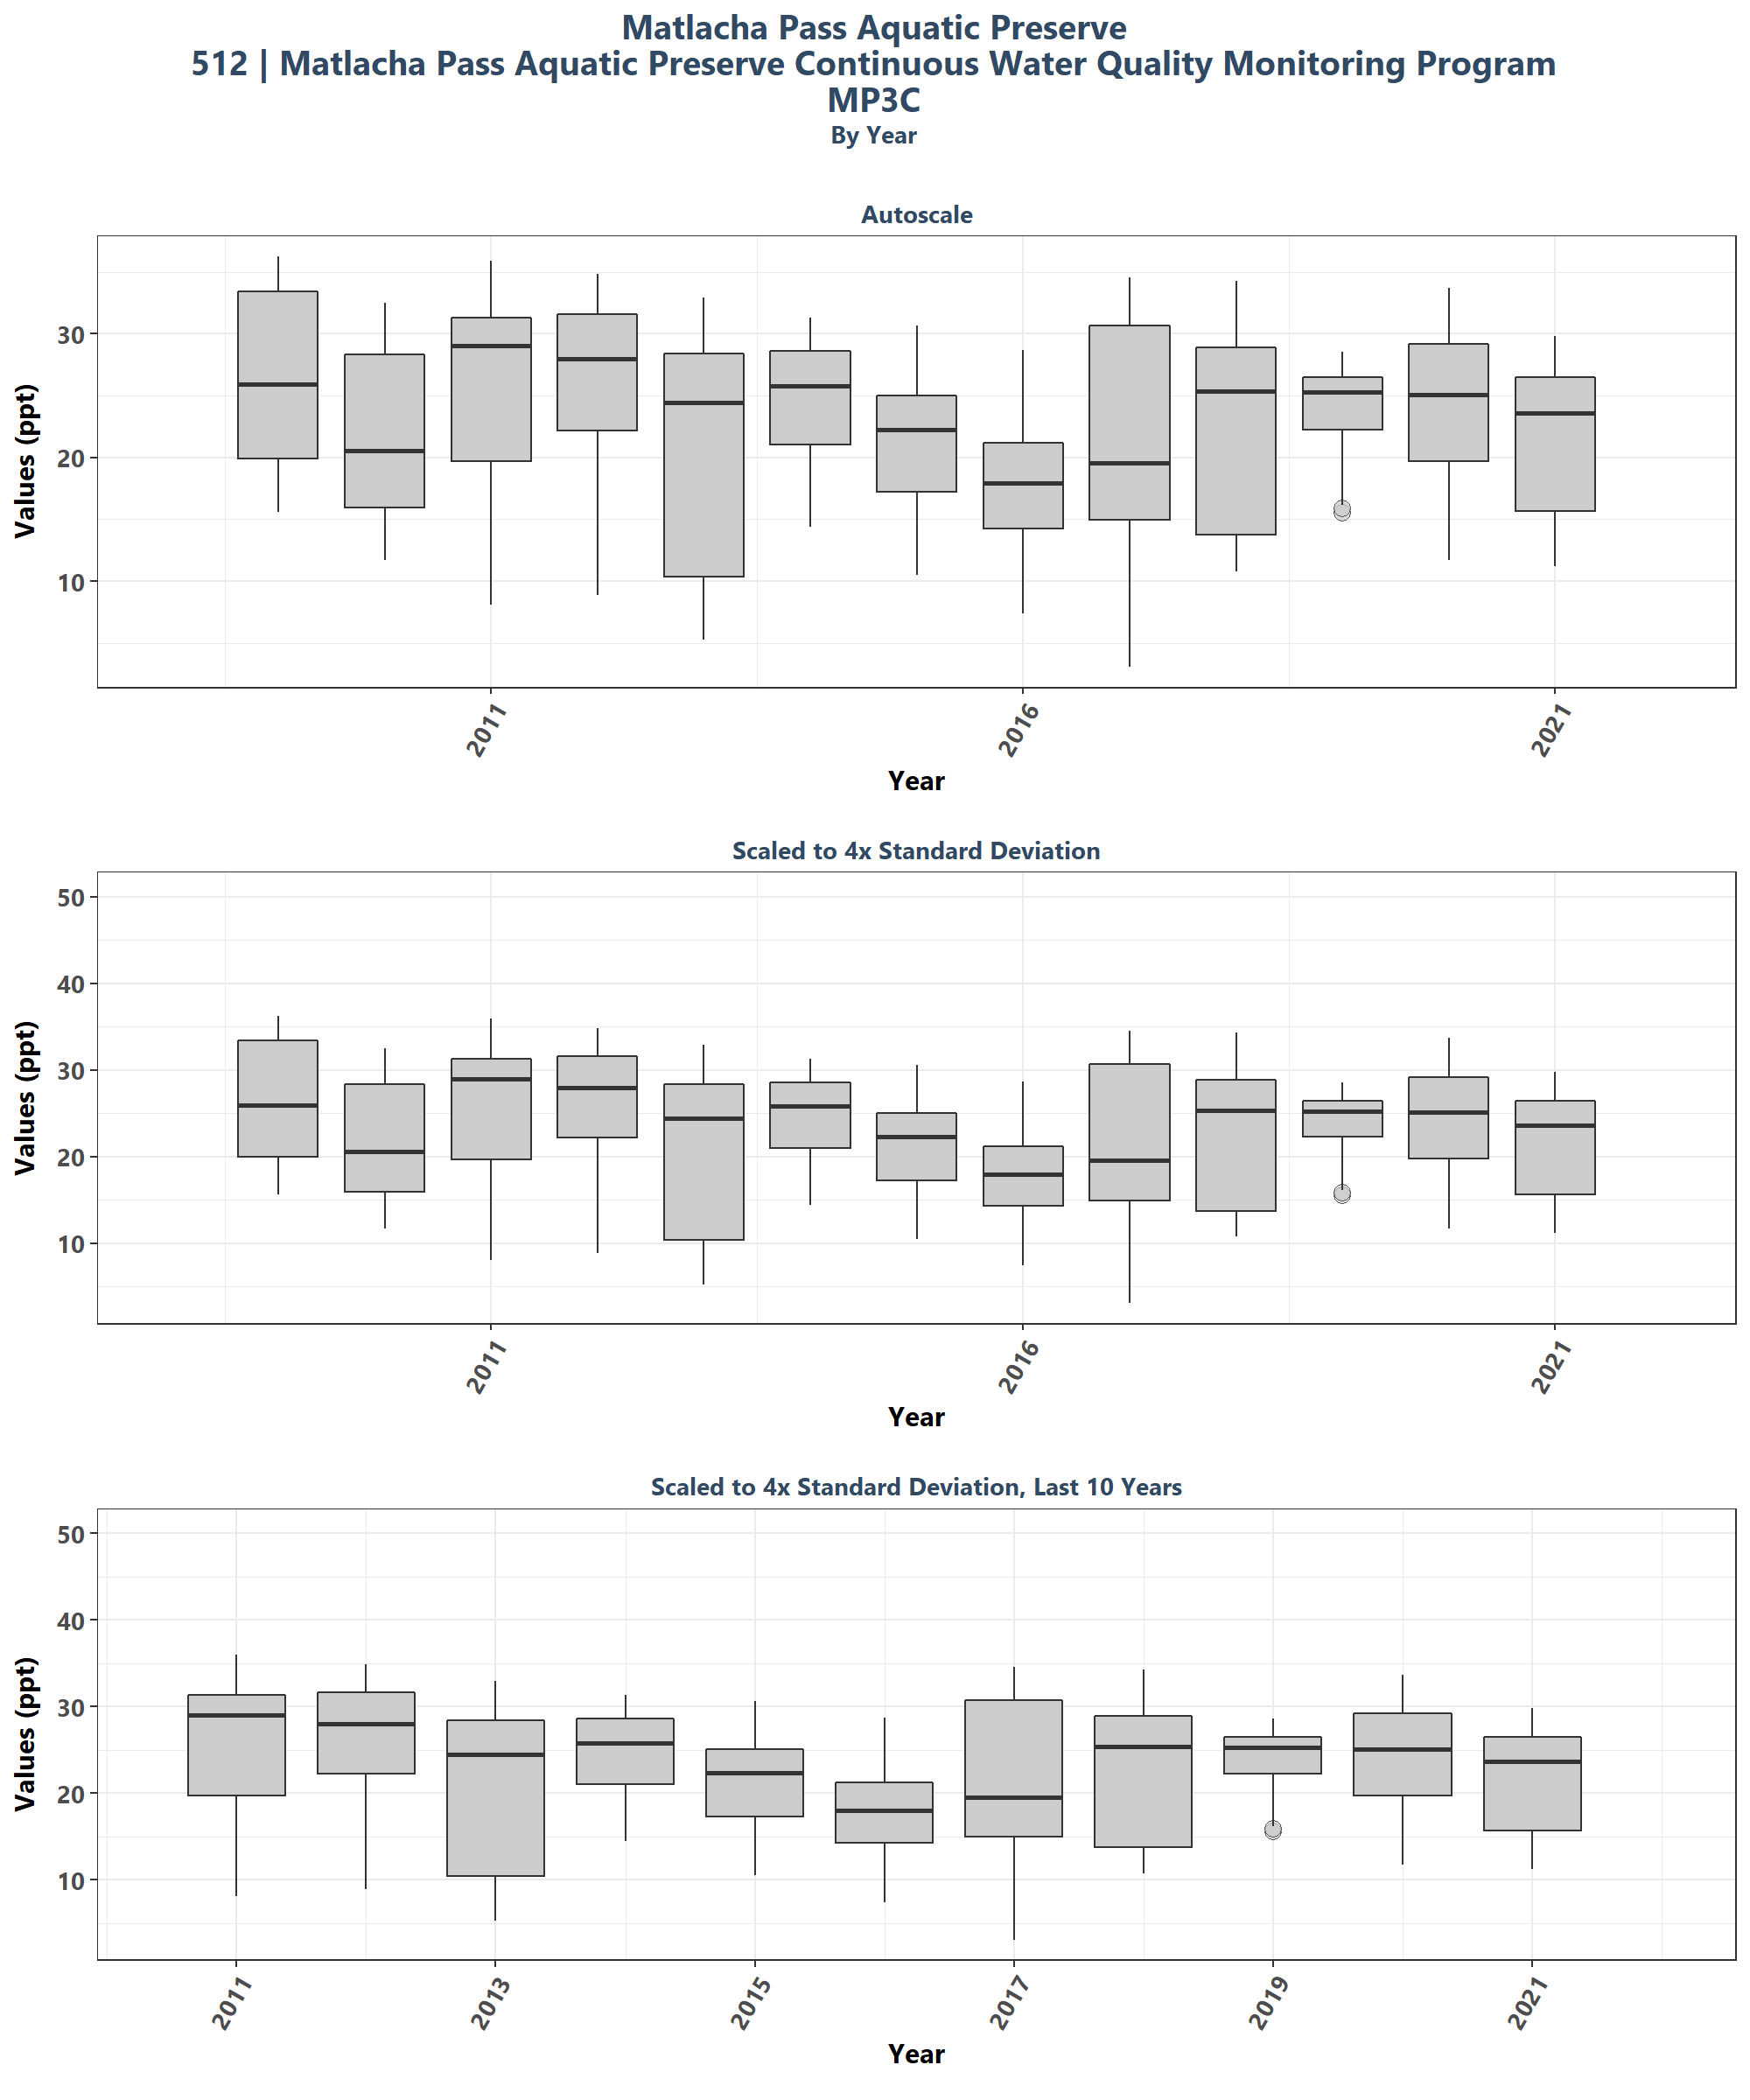 Matlacha Pass Aquatic Preserve
512 | Matlacha Pass Aquatic Preserve Continuous Water Quality Monitoring Program
MP3C
By Year
Autoscale
Values (ppt)
30
20
10
2011
2016
2021
Year
Scaled to 4x Standard Deviation
Values (ppt)
50
40
30
20
10
2011
2016
2021
Year
Scaled to 4x Standard Deviation, Last 10 Years
Values (ppt)
50
40
30
20
10
2011
2013
2015
2017
2019
2021
Year